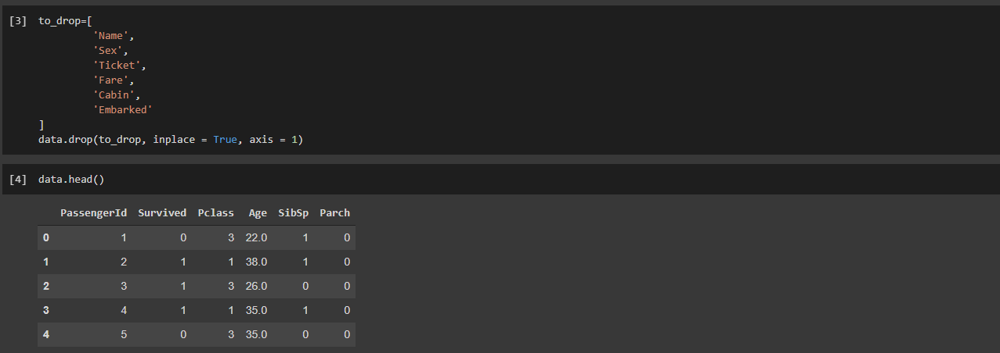 [3] to_drop=[
'Name',
'Sex',
'Ticket',
'Fare',
'Cabin',
'Embarked'
]
data.drop(to_drop, inplace = True, axis = 1)
[4] data.head()
PassengerId Survived Pclass Age SibSp Parch
0 1 0 3 22.0 1 0
1 2 1 1 38.0 1 0
2 3 1 3 26.0 0 0
3 4 1 1 35.0 1 0
4 5 0 3 35.0 0 0